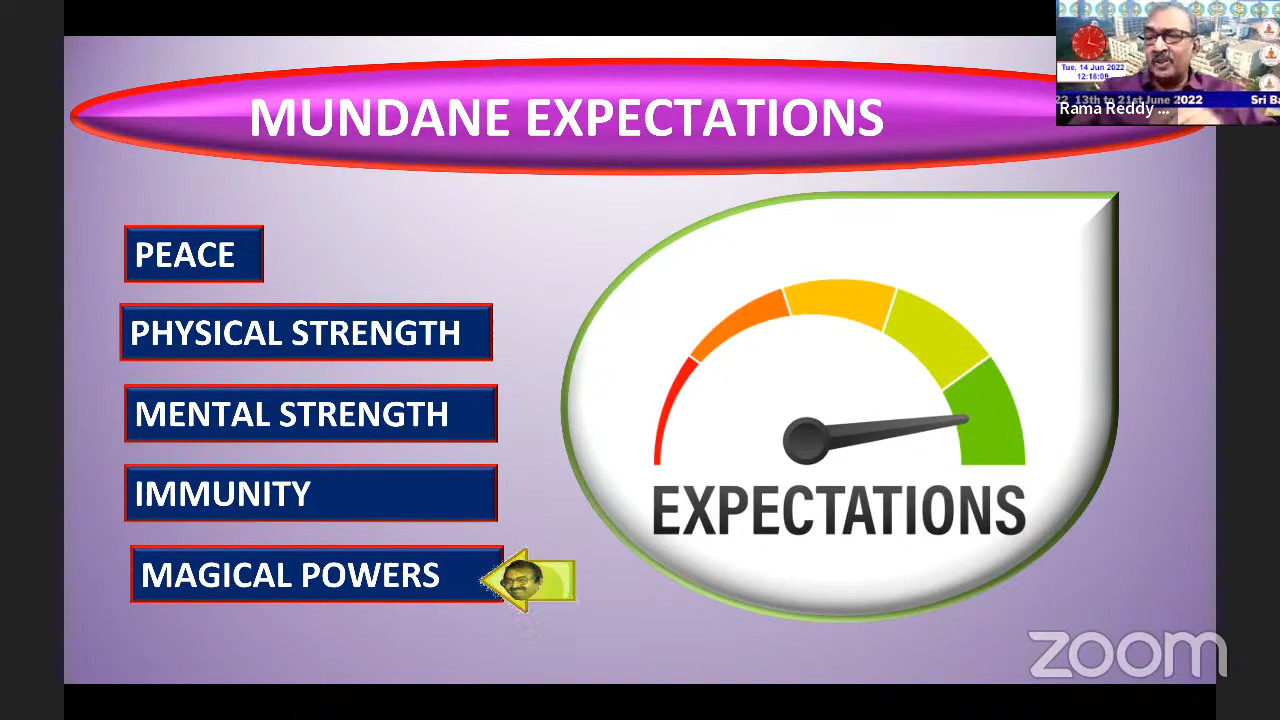 MUNDANE EXPECTATIONS
Tue, 14 Jun 2022
12:18:09
22 13th to 21st June 2022 Sri Ba
Rama Reddy ...
PEACE
PHYSICAL STRENGTH
MENTAL STRENGTH
IMMUNITY
MAGICAL POWERS
EXPECTATIONS
zoom